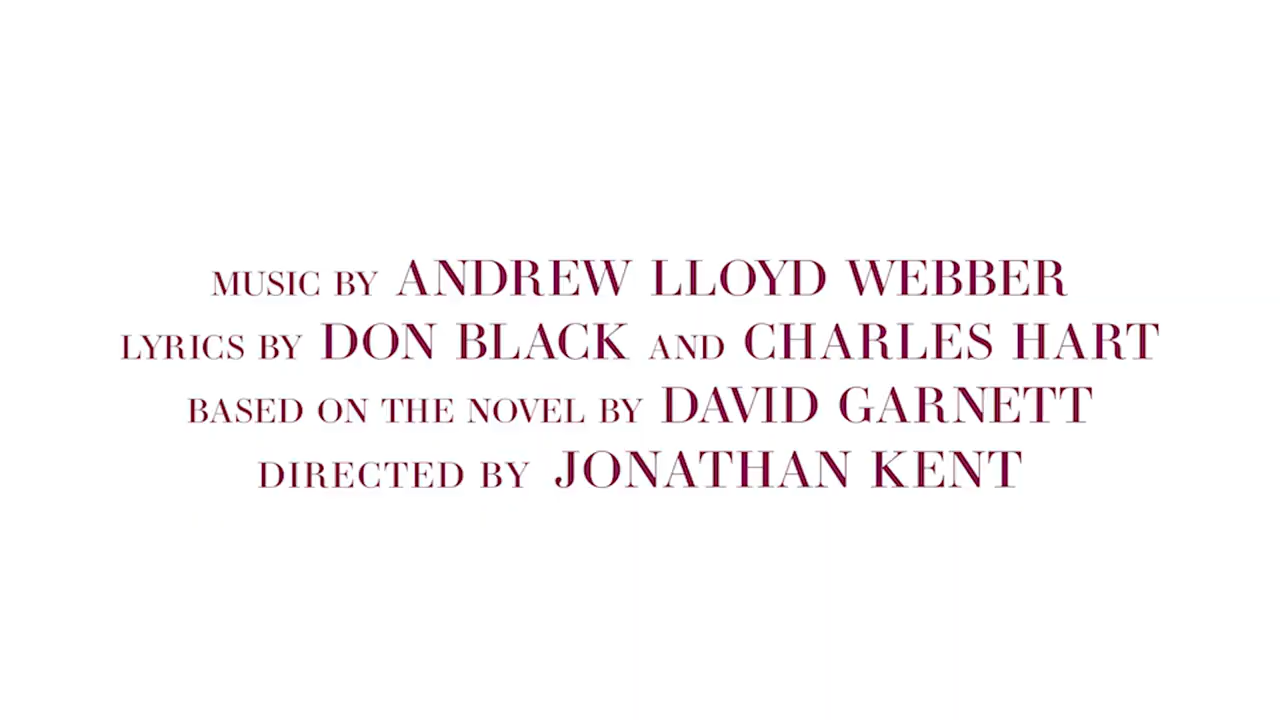 MUSIC BY ANDREW LLOYD WEBBER
LYRICS BY DON BLACK AND CHARLES HART
BASED ON THE NOVEL BY DAVID GARNETT
DIRECTED BY JONATHAN KENT